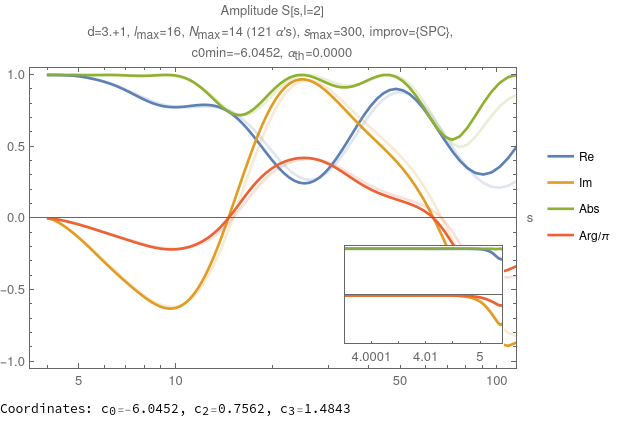 Amplitude S[s,l=2]
d=3.+1, lmax=16, Nmax=14 (121 α's), smax=300, improv={SPC},
c0min=−6.0452, αth=0.0000
1.0
0.5
0.0
−0.5
−1.0
s
Re
Im
Abs
Arg/π
4.0001 4.01 5
5 10 50 100
Coordinates: c0=−6.0452, c2=0.7562, c3=1.4843